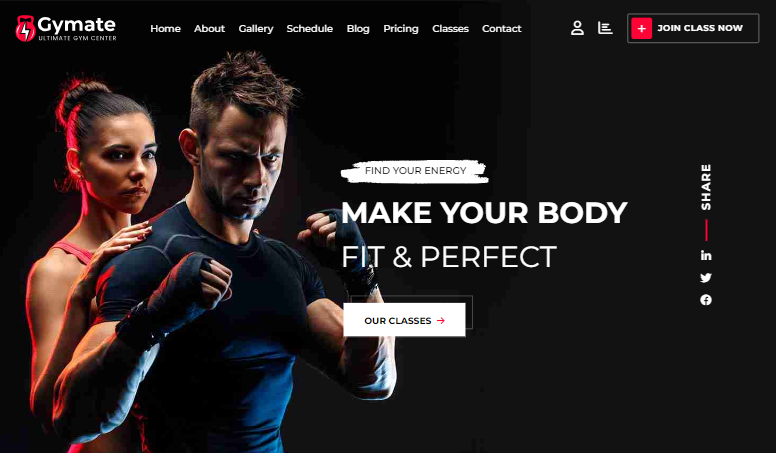 Gymate
ULTIMATE GYM CENTER
Home About Gallery Schedule Blog Pricing Classes Contact
JOIN CLASS NOW
FIND YOUR ENERGY
MAKE YOUR BODY
FIT & PERFECT
OUR CLASSES
SHARE